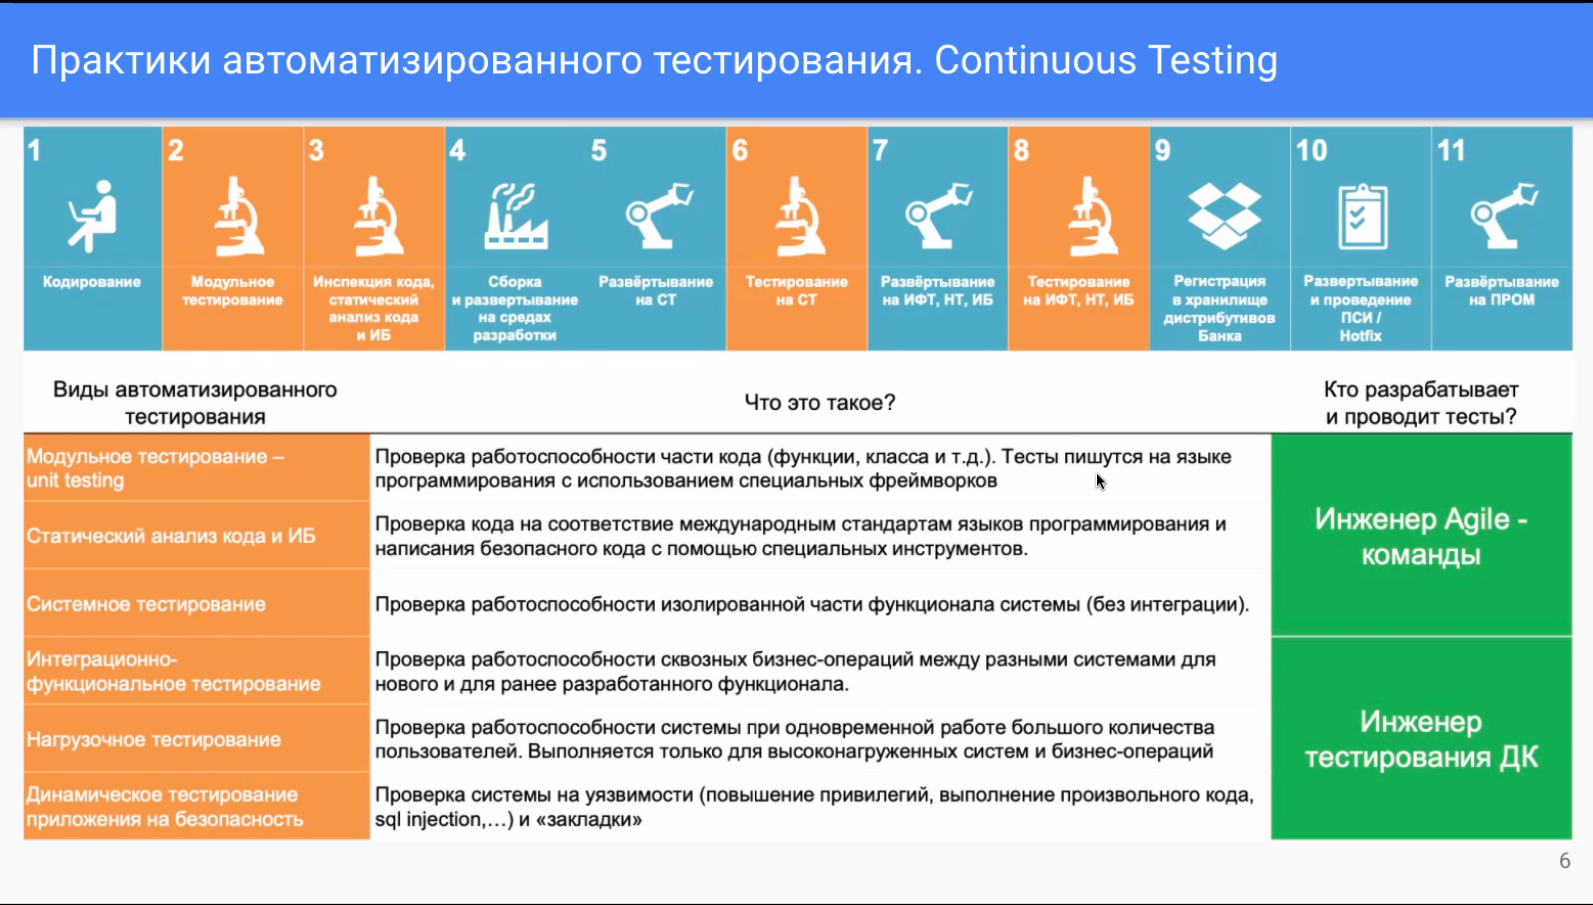 Практики автоматизированного тестирования. Continuous Testing
1
2
3
4
5
6
7
8
9
10
11
Кодирование
Модульное
тестирование
Инспекция кода,
статический
анализ кода
и ИБ
Сборка
и развертывание
на средах
разработки
Развёртывание
на СТ
Тестирование
на СТ
Развёртывание
на ИФТ, НТ, ИБ
Тестирование
на ИФТ, НТ, ИБ
Регистрация
в хранилище
дистрибутивов
Банка
Развертывание
и проведение
ПСИ /
Hotfix
Развёртывание
на ПРОМ
Виды автоматизированного
тестирования
Что это такое?
Кто разрабатывает
и проводит тесты?
Модульное тестирование –
unit testing
Проверка работоспособности части кода (функции, класса и т.д.). Тесты пишутся на языке
программирования с использованием специальных фреймворков
Статический анализ кода и ИБ
Проверка кода на соответствие международным стандартам языков программирования и
написания безопасного кода с помощью специальных инструментов.
Системное тестирование
Проверка работоспособности изолированной части функционала системы (без интеграции).
Инженер Agile -
команды
Интеграционно-
функциональное тестирование
Проверка работоспособности сквозных бизнес-операций между разными системами для
нового и для ранее разработанного функционала.
Нагрузочное тестирование
Проверка работоспособности системы при одновременной работе большого количества
пользователей. Выполняется только для высоконагруженных систем и бизнес-операций
Динамическое тестирование
приложения на безопасность
Проверка системы на уязвимости (повышение привилегий, выполнение произвольного кода,
sql injection,…) и «закладки»
Инженер
тестирования ДК
6